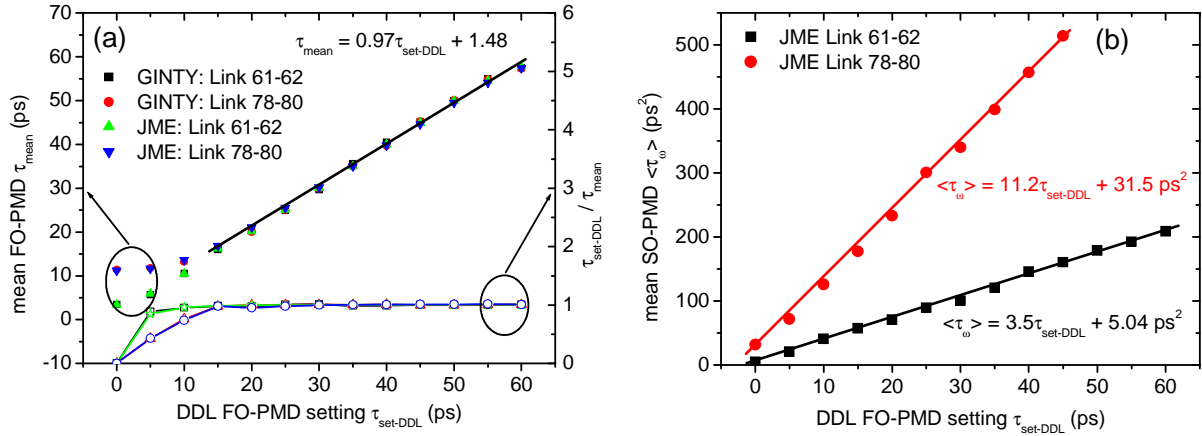 (a)
τmean = 0.97τset-DDL + 1.48
GINTY: Link 61-62
GINTY: Link 78-80
JME: Link 61-62
JME: Link 78-80
mean FO-PMD τmean (ps)
70
60
50
40
30
20
10
0
-10
6
5
4
3
2
1
0
τset-DDL / τmean
0 10 20 30 40 50 60
DDL FO-PMD setting τset-DDL (ps)
(b)
JME Link 61-62
JME Link 78-80
mean SO-PMD <τω> (ps²)
500
400
300
200
100
0
<τω> = 11.2τset-DDL + 31.5 ps²
<τω> = 3.5τset-DDL + 5.04 ps²
0 10 20 30 40 50 60
DDL FO-PMD setting τset-DDL (ps)